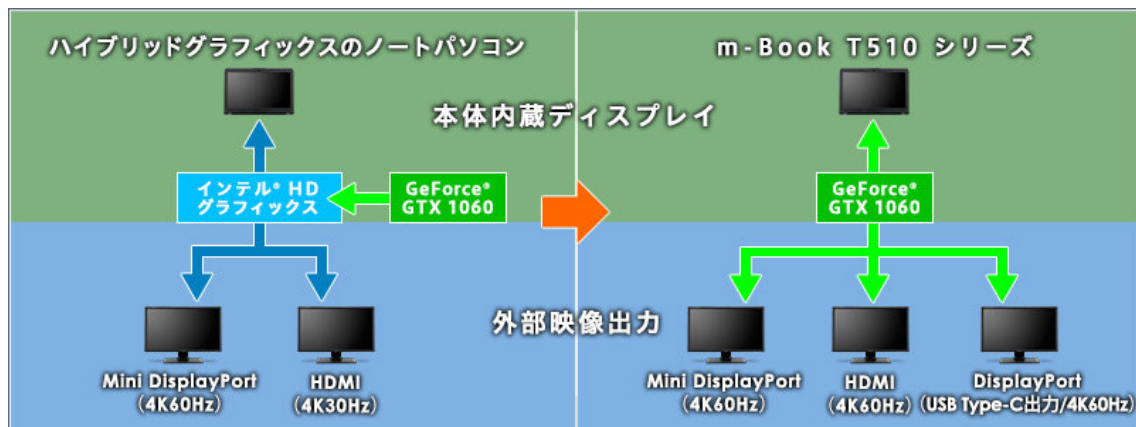 ハイブリッドグラフィックスのノートパソコン
m-Book T510 シリーズ
本体内蔵ディスプレイ
インテル® HD
グラフィックス
GeForce®
GTX 1060
GeForce®
GTX 1060
外部映像出力
Mini DisplayPort
(4K60Hz)
HDMI
(4K30Hz)
Mini DisplayPort
(4K60Hz)
HDMI
(4K60Hz)
DisplayPort
(USB Type-C出力/4K60Hz)